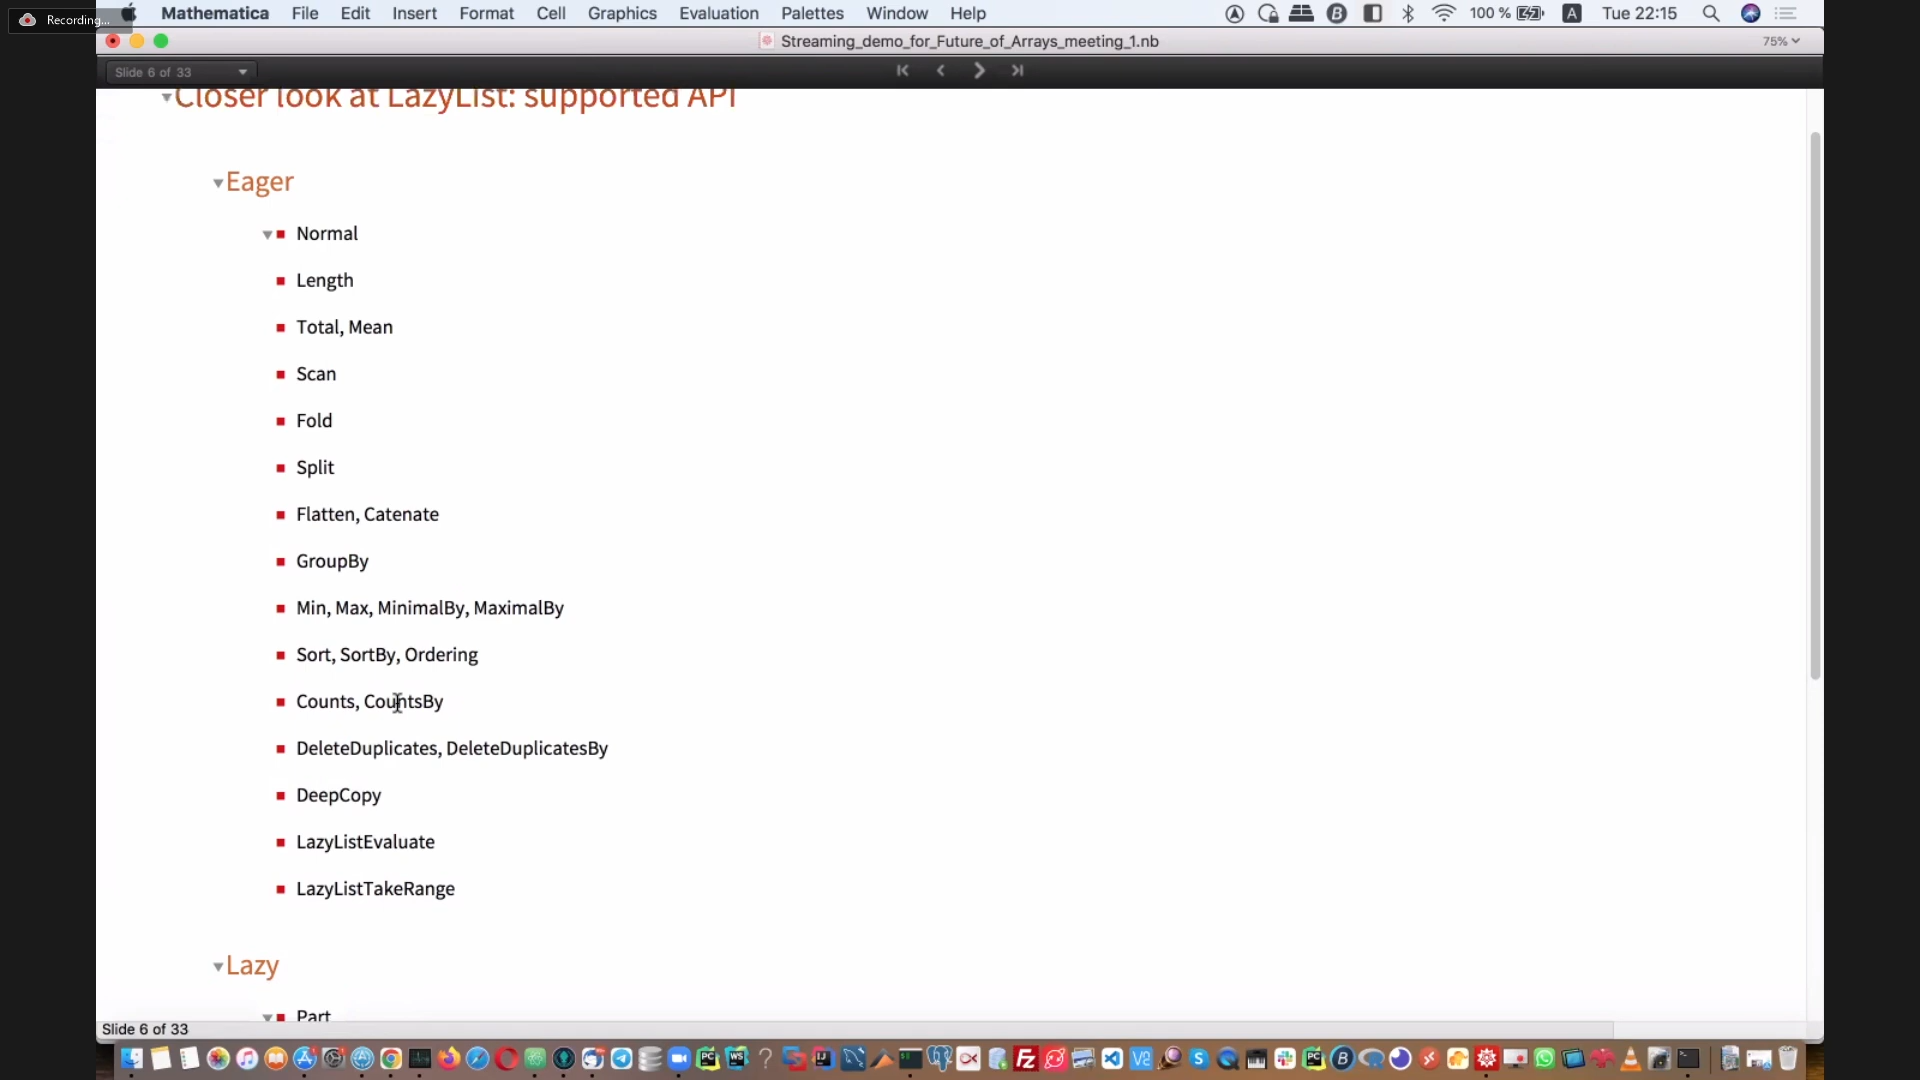 Recording...
Mathematica File Edit Insert Format Cell Graphics Evaluation Palettes Window Help 100 % A Tue 22:15
Streaming_demo_for_Future_of_Arrays_meeting_1.nb 75%
Slide 6 of 33
Closer look at LazyList: supported API
Eager
Normal
Length
Total, Mean
Scan
Fold
Split
Flatten, Catenate
GroupBy
Min, Max, MinimalBy, MaximalBy
Sort, SortBy, Ordering
Counts, CountsBy
DeleteDuplicates, DeleteDuplicatesBy
DeepCopy
LazyListEvaluate
LazyListTakeRange
Lazy
Part
Slide 6 of 33